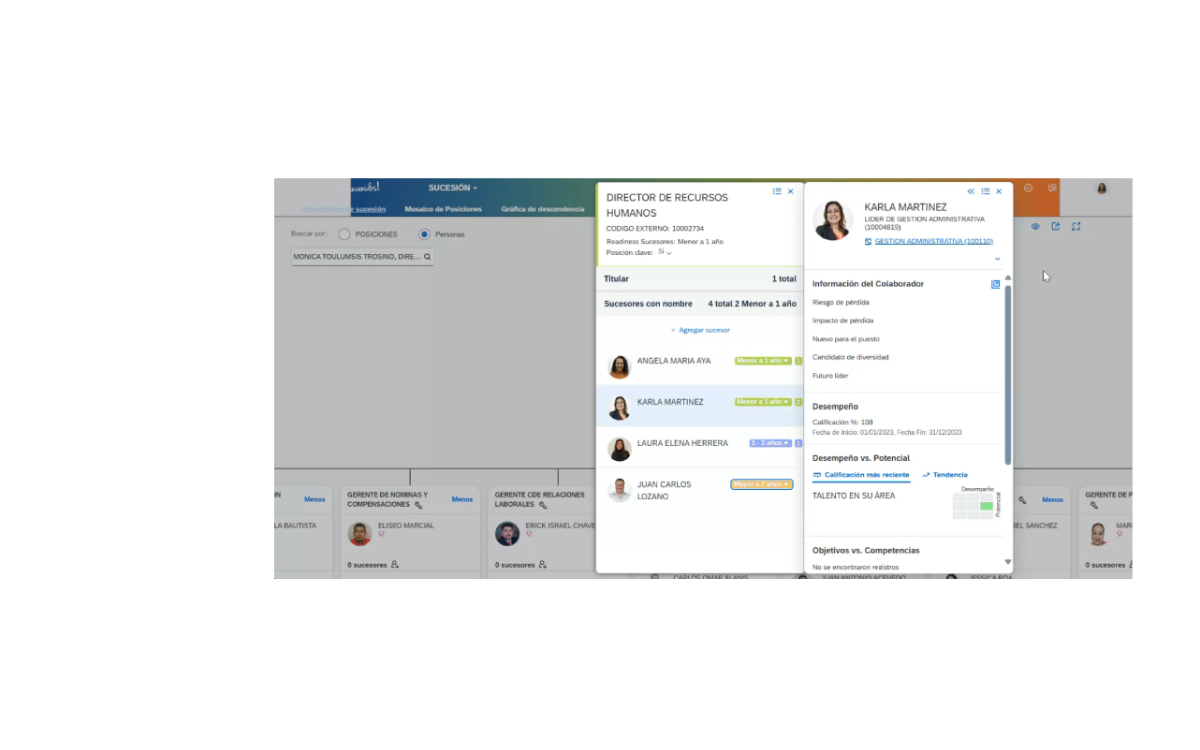 SUCESIÓN
sucesión
Mosaico de Posiciones
Gráfica de descendencia
Buscar por:
POSICIONES
Personas
MONICA TOULUMSIS TROSINO, DIRE...
DIRECTOR DE RECURSOS
HUMANOS
CODIGO EXTERNO: 10002734
Readiness Sucesores: Menor a 1 año
Posición clave: Sí
Titular 1 total
Sucesores con nombre 4 total 2 Menor a 1 año
+ Agregar sucesor
ANGELA MARIA AYA Menor a 1 año
KARLA MARTINEZ Menor a 1 año
LAURA ELENA HERRERA 1 - 2 años
JUAN CARLOS
LOZANO
Mayor a 2 años
KARLA MARTINEZ
LIDER DE GESTION ADMINISTRATIVA
(10004819)
GESTION ADMINISTRATIVA (100110)
Información del Colaborador
Riesgo de pérdida
Impacto de pérdida
Nuevo para el puesto
Candidato de diversidad
Futuro líder
Desempeño
Calificación %: 108
Fecha de Inicio: 01/01/2023, Fecha Fin: 31/12/2023
Desempeño vs. Potencial
Calificación más reciente
Tendencia
TALENTO EN SU ÁREA
Desempeño
Potencial
Objetivos vs. Competencias
No se encontraron registros
Menos
LA BAUTISTA
GERENTE DE NOMINAS Y
COMPENSACIONES
Menos
ELISEO MARCIAL
0 sucesores
GERENTE CDE RELACIONES
LABORALES
ERICK ISRAEL CHAVE
0 sucesores
CARLOS OMAR ALANIS
JUAN ANTONIO ACEVEDO
JESSICA ROA
Menos
EL SANCHEZ
GERENTE DE
MAR
0 sucesores